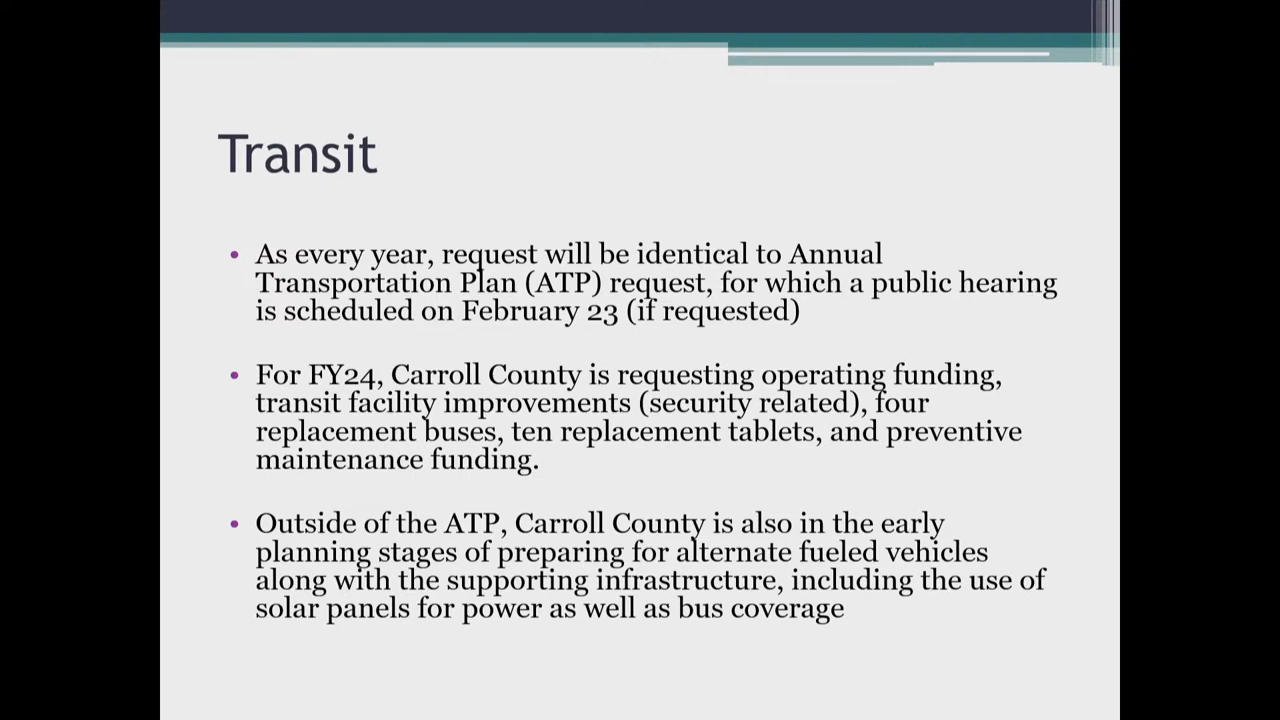 Transit
• As every year, request will be identical to Annual
Transportation Plan (ATP) request, for which a public hearing
is scheduled on February 23 (if requested)
• For FY24, Carroll County is requesting operating funding,
transit facility improvements (security related), four
replacement buses, ten replacement tablets, and preventive
maintenance funding.
• Outside of the ATP, Carroll County is also in the early
planning stages of preparing for alternate fueled vehicles
along with the supporting infrastructure, including the use of
solar panels for power as well as bus coverage